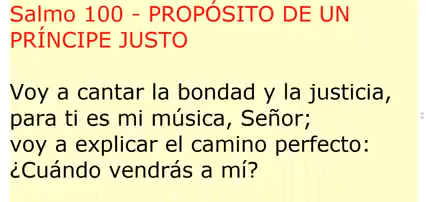 Salmo 100 - PROPÓSITO DE UN
PRÍNCIPE JUSTO
Voy a cantar la bondad y la justicia,
para ti es mi música, Señor;
voy a explicar el camino perfecto:
¿Cuándo vendrás a mí?